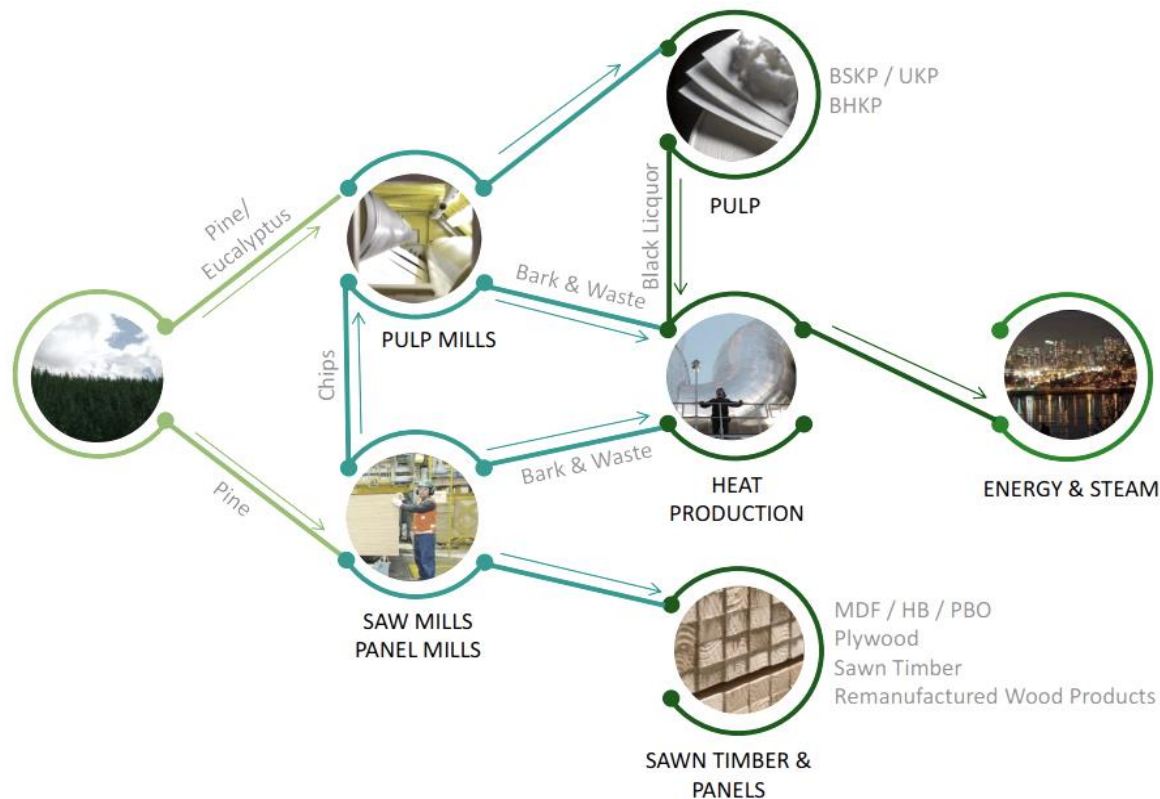 BSKP / UKP
BHKP
PULP
Pine/
Eucalyptus
Black Licquor
Bark & Waste
PULP MILLS
Chips
Bark & Waste
HEAT
PRODUCTION
ENERGY & STEAM
Pine
SAW MILLS
PANEL MILLS
MDF / HB / PBO
Plywood
Sawn Timber
Remanufactured Wood Products
SAWN TIMBER &
PANELS